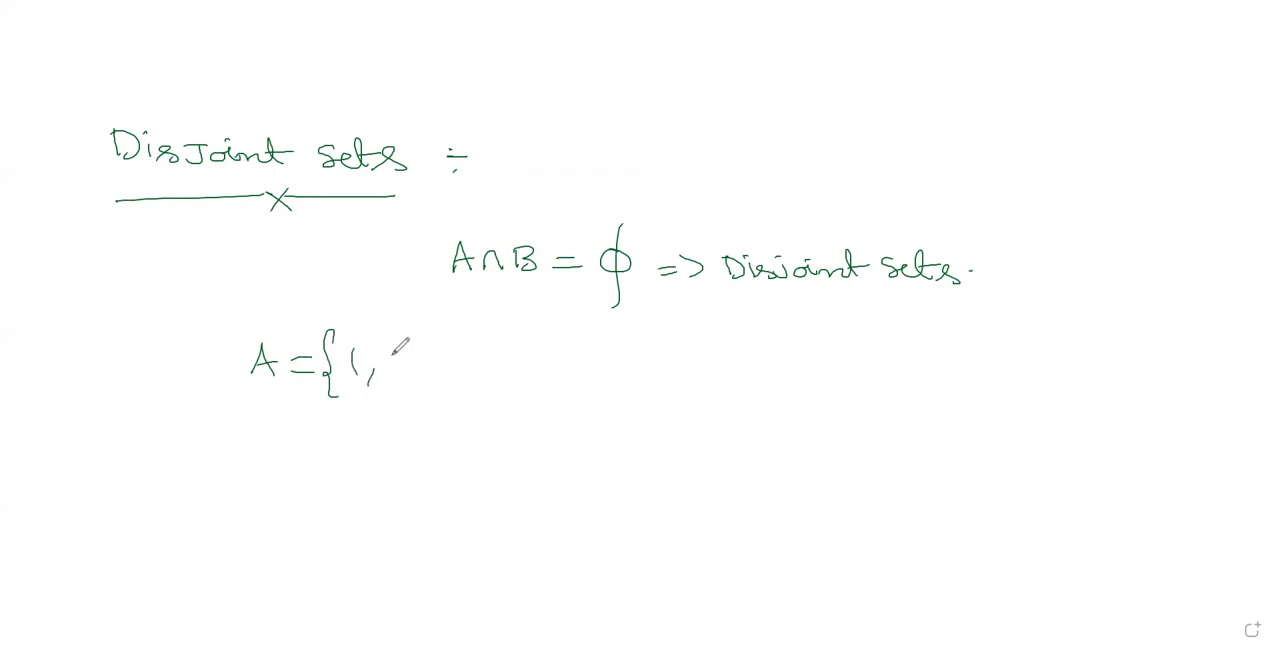 Disjoint sets ÷
A∩B = ϕ => Disjoint sets.
A = {1,